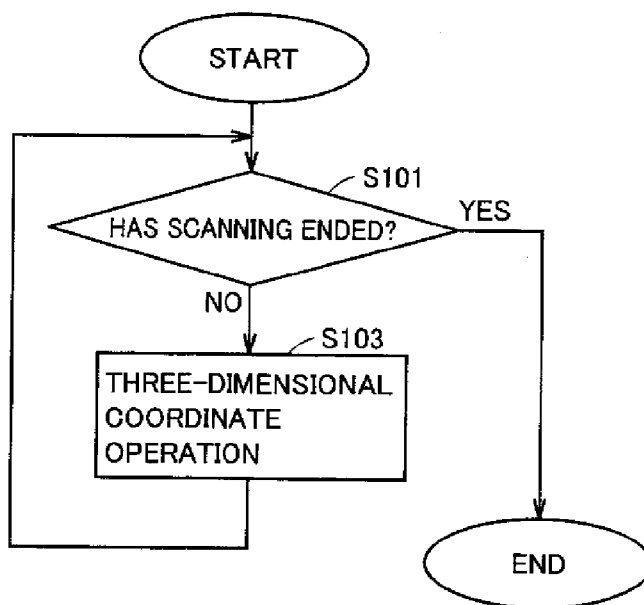 START
S101
HAS SCANNING ENDED?
YES
NO
S103
THREE-DIMENSIONAL
COORDINATE
OPERATION
END